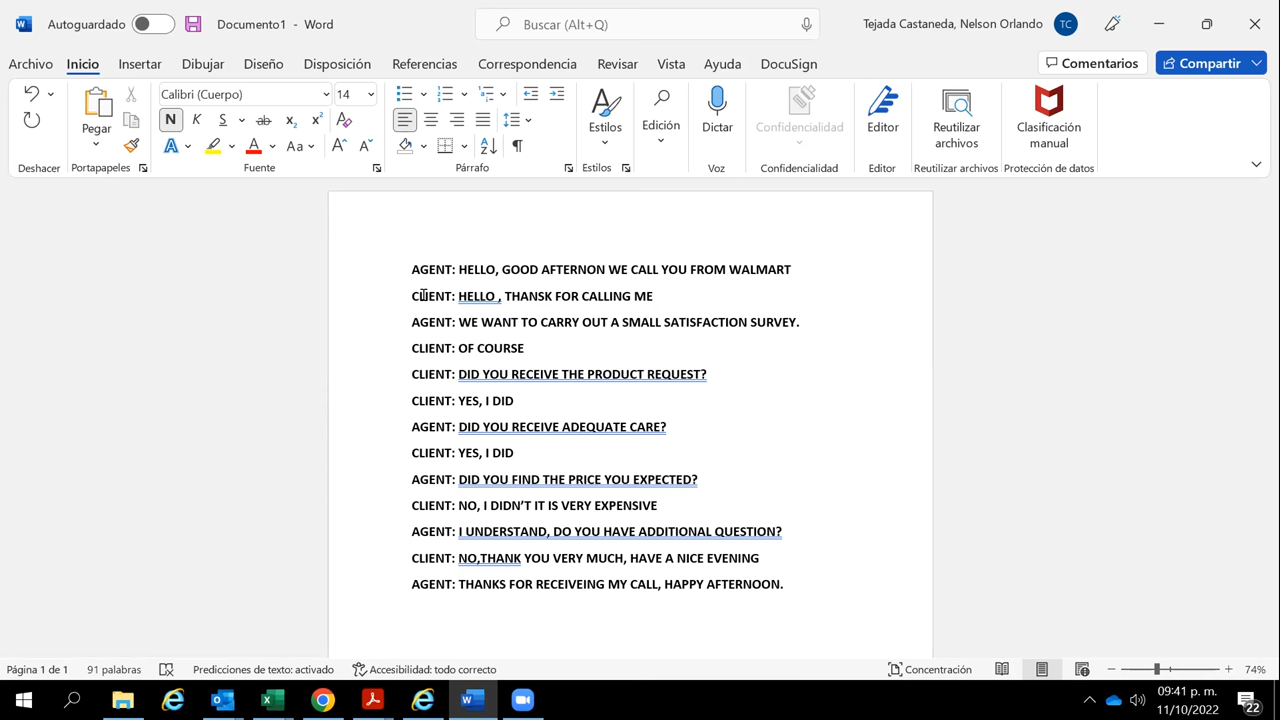 Autoguardado Documento1 - Word Buscar (Alt+Q) Tejada Castaneda, Nelson Orlando TC
Archivo Inicio Insertar Dibujar Diseño Disposición Referencias Correspondencia Revisar Vista Ayuda DocuSign Comentarios Compartir
Calibri (Cuerpo) 14
N K S ab x₂ x² A
A A Aa A A
Pegar Estilos Edición Dictar Confidencialidad Editor Reutilizar archivos Clasificación manual
Deshacer Portapapeles Fuente Párrafo Estilos Voz Confidencialidad Editor Reutilizar archivos Protección de datos
AGENT: HELLO, GOOD AFTERNON WE CALL YOU FROM WALMART
CLIENT: HELLO , THANSK FOR CALLING ME
AGENT: WE WANT TO CARRY OUT A SMALL SATISFACTION SURVEY.
CLIENT: OF COURSE
CLIENT: DID YOU RECEIVE THE PRODUCT REQUEST?
CLIENT: YES, I DID
AGENT: DID YOU RECEIVE ADEQUATE CARE?
CLIENT: YES, I DID
AGENT: DID YOU FIND THE PRICE YOU EXPECTED?
CLIENT: NO, I DIDN’T IT IS VERY EXPENSIVE
AGENT: I UNDERSTAND, DO YOU HAVE ADDITIONAL QUESTION?
CLIENT: NO,THANK YOU VERY MUCH, HAVE A NICE EVENING
AGENT: THANKS FOR RECEIVEING MY CALL, HAPPY AFTERNOON.
Página 1 de 1 91 palabras Predicciones de texto: activado Accesibilidad: todo correcto Concentración 74%
09:41 p. m.
11/10/2022 22